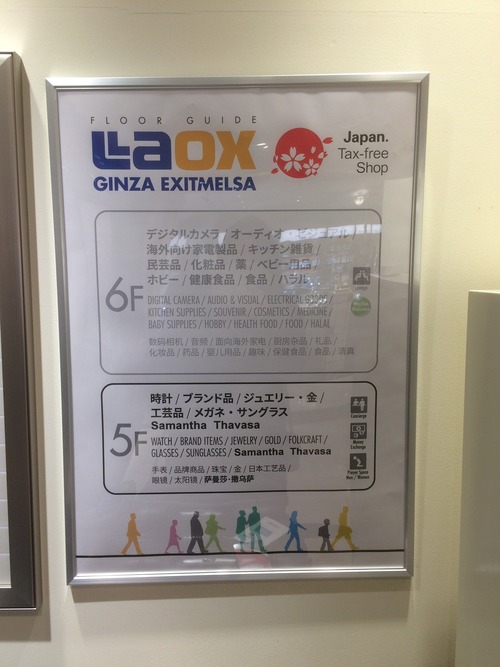 FLOOR GUIDE
Laox
GINZA EXITMELSA
Japan.
Tax-free
Shop
6F
デジタルカメラ / オーディオ・ビジュアル /
海外向け家電製品 / キッチン雑貨 /
民芸品 / 化粧品 / 薬 / ベビー用品 /
ホビー / 健康食品 / 食品 / ハラル
DIGITAL CAMERA / AUDIO & VISUAL / ELECTRICAL GOODS /
KITCHEN SUPPLIES / SOUVENIR / COSMETICS / MEDICINE /
BABY SUPPLIES / HOBBY / HEALTH FOOD / FOOD / HALAL
数码相机 / 音频 / 面向海外家电 / 厨房杂品 / 礼品 /
化妆品 / 药品 / 婴儿用品 / 趣味 / 保健食品 / 食品 / 清真
5F
時計 / ブランド品 / ジュエリー・金 /
工芸品 / メガネ・サングラス
Samantha Thavasa
WATCH / BRAND ITEMS / JEWELRY / GOLD / FOLKCRAFT /
GLASSES / SUNGLASSES / Samantha Thavasa
手表 / 品牌商品 / 珠宝 / 金 / 日本工艺品 /
眼镜 / 太阳镜 / 萨曼莎·撒乌萨
Concierge
Money
Exchange
Prayer Space
Men / Women